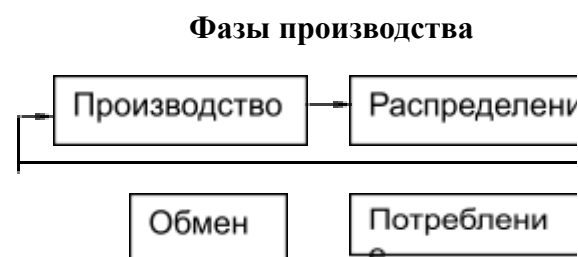 Фазы производства
Производство
Распределени
Обмен
Потреблени
е